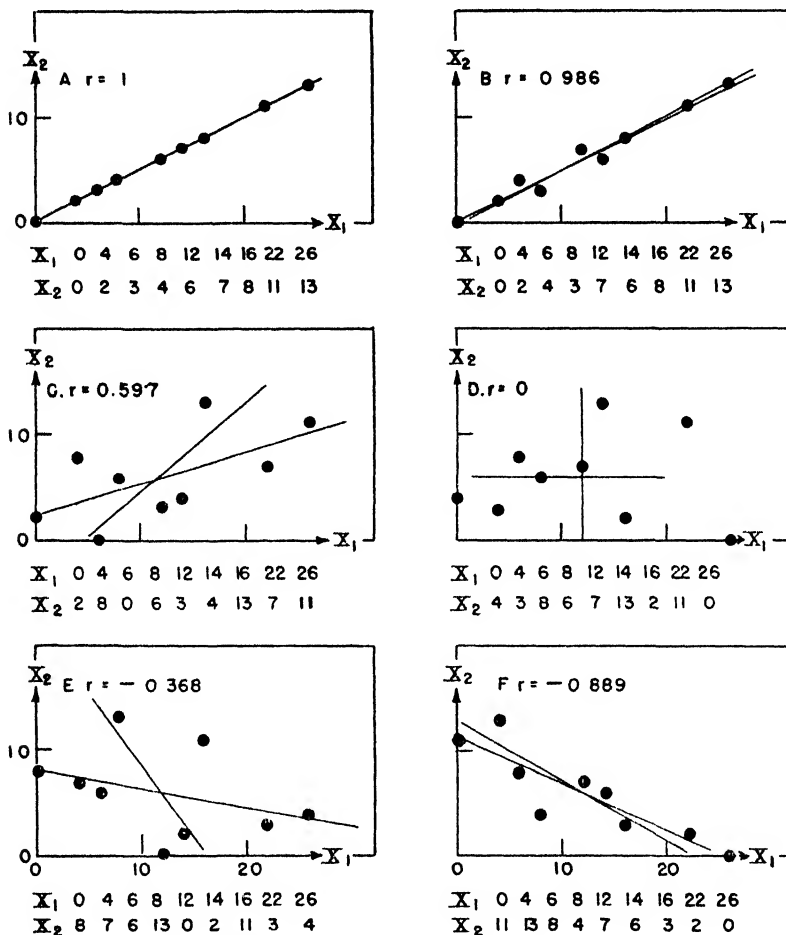 X₂
A r = 1
10
0
X₁
X₁ 0 4 6 8 12 14 16 22 26
X₂ 0 2 3 4 6 7 8 11 13
X₂
B r = 0 986
X₁
X₁ 0 4 6 8 12 14 16 22 26
X₂ 0 2 4 3 7 6 8 11 13
X₂
C. r = 0.597
10
0
X₁
X₁ 0 4 6 8 12 14 16 22 26
X₂ 2 8 0 6 3 4 13 7 11
D. r = 0
X₁
X₁ 0 4 6 8 12 14 16 22 26
X₂ 4 3 8 6 7 13 2 11 0
X₂
E r = - 0 368
10
0
X₁
0 10 20
X₁ 0 4 6 8 12 14 16 22 26
X₂ 8 7 6 13 0 2 11 3 4
X₂
F r = - 0 889
X₁
0 10 20
X₁ 0 4 6 8 12 14 16 22 26
X₂ 11 13 8 4 7 6 3 2 0